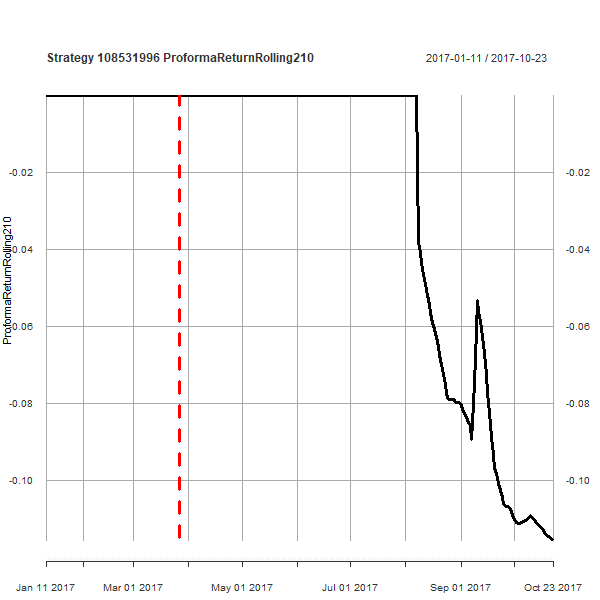 Strategy 108531996 ProformaReturnRolling210
2017-01-11 / 2017-10-23
-0.02 -0.02
-0.04 -0.04
-0.06 -0.06
-0.08 -0.08
-0.10 -0.10
ProformaReturnRolling210
Jan 11 2017 Mar 01 2017 May 01 2017 Jul 01 2017 Sep 01 2017 Oct 23 2017